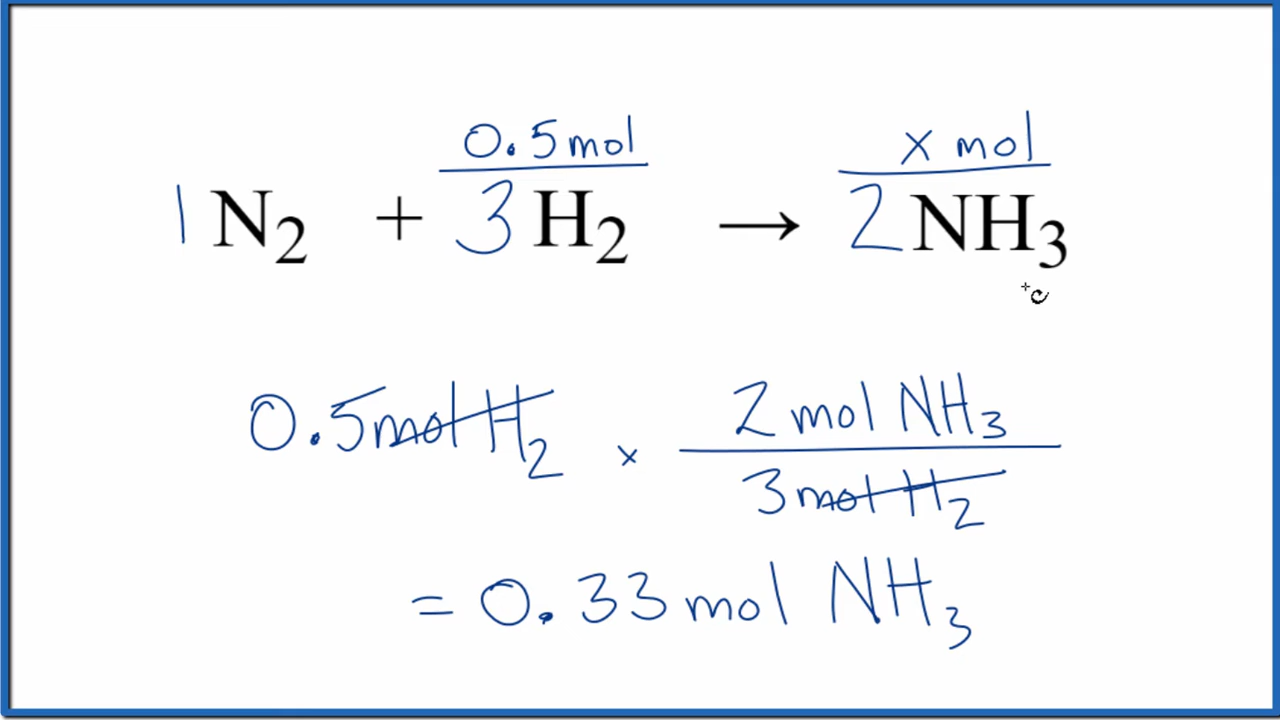 0.5 mol x mol
1 N₂ + 3 H₂ → 2 NH₃
0.5 mol H₂ × 2 mol NH₃
3 mol H₂
= 0.33 mol NH₃